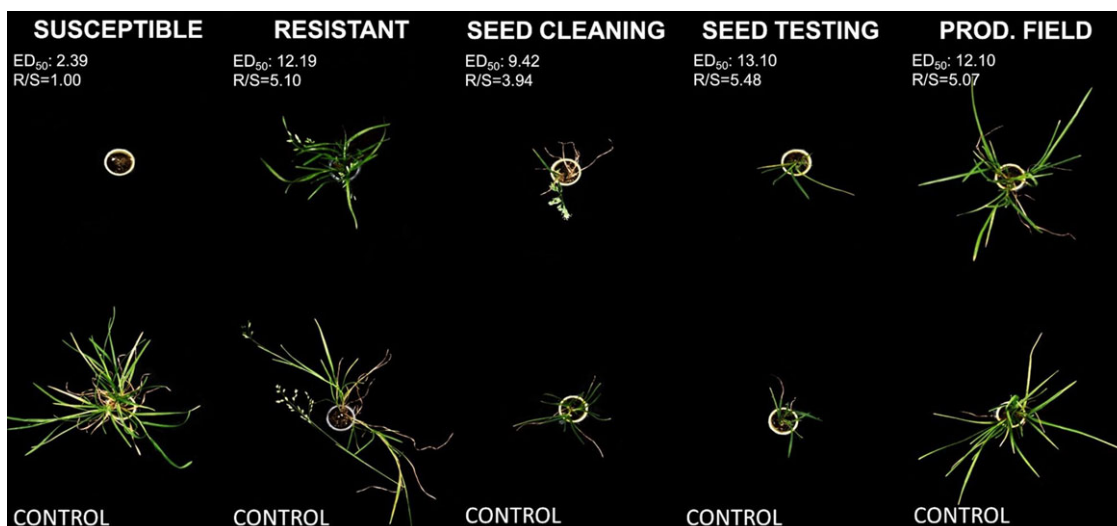 SUSCEPTIBLE
ED₅₀: 2.39
R/S=1.00
RESISTANT
ED₅₀: 12.19
R/S=5.10
SEED CLEANING
ED₅₀: 9.42
R/S=3.94
SEED TESTING
ED₅₀: 13.10
R/S=5.48
PROD. FIELD
ED₅₀: 12.10
R/S=5.07
CONTROL
CONTROL
CONTROL
CONTROL
CONTROL